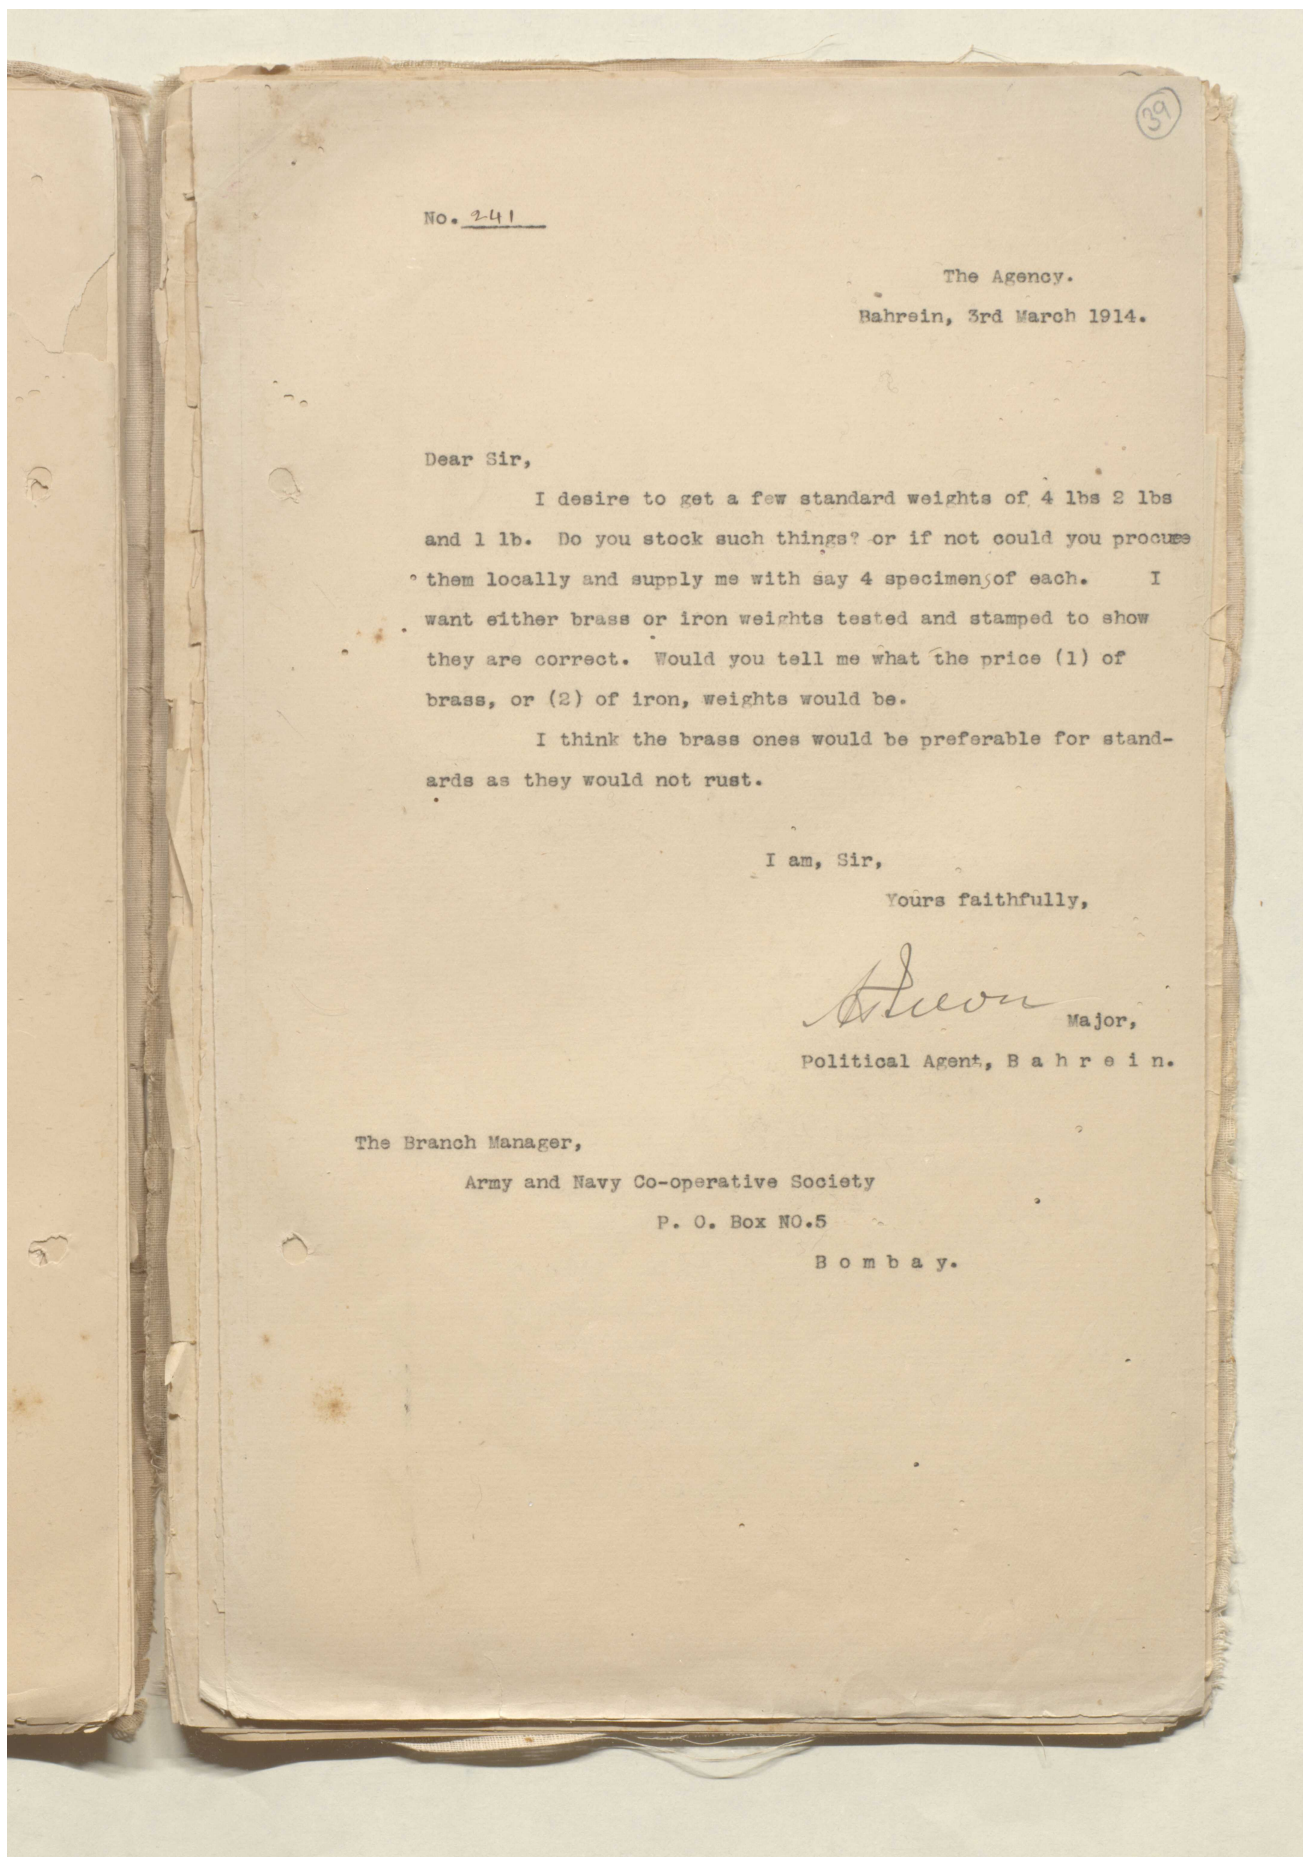 39
No. 241
The Agency.
Bahrein, 3rd March 1914.
Dear Sir,
I desire to get a few standard weights of 4 lbs 2 lbs
and 1 lb. Do you stock such things? or if not could you procure
them locally and supply me with say 4 specimens of each. I
want either brass or iron weights tested and stamped to show
they are correct. Would you tell me what the price (1) of
brass, or (2) of iron, weights would be.
I think the brass ones would be preferable for stand-
ards as they would not rust.
I am, Sir,
Yours faithfully,
Major,
Political Agent, B a h r e i n.
The Branch Manager,
Army and Navy Co-operative Society
P. O. Box NO.5
B o m b a y.